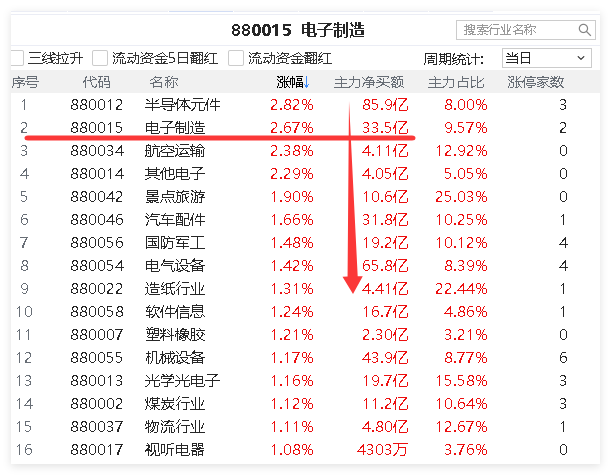 880015 电子制造
搜索行业名称
三线拉升 流动资金5日翻红 流动资金翻红 周期统计: 当日
序号 代码 名称 涨幅↓ 主力净买额 主力占比 涨停家数
1 880012 半导体元件 2.82% 85.9亿 8.00% 3
2 880015 电子制造 2.67% 33.5亿 9.57% 2
3 880034 航空运输 2.38% 4.11亿 12.92% 0
4 880014 其他电子 2.29% 4.05亿 5.05% 0
5 880042 景点旅游 1.90% 10.6亿 25.03% 0
6 880046 汽车配件 1.66% 31.8亿 10.25% 1
7 880056 国防军工 1.48% 19.2亿 10.12% 4
8 880054 电气设备 1.42% 65.8亿 8.39% 4
9 880022 造纸行业 1.31% 4.41亿 22.44% 1
10 880058 软件信息 1.24% 16.7亿 4.86% 1
11 880007 塑料橡胶 1.21% 2.30亿 3.21% 0
12 880055 机械设备 1.17% 43.9亿 8.77% 6
13 880013 光学光电子 1.16% 19.7亿 15.58% 3
14 880002 煤炭行业 1.12% 11.2亿 10.64% 3
15 880037 物流行业 1.11% 4.80亿 12.67% 1
16 880017 视听电器 1.08% 4303万 3.76% 0